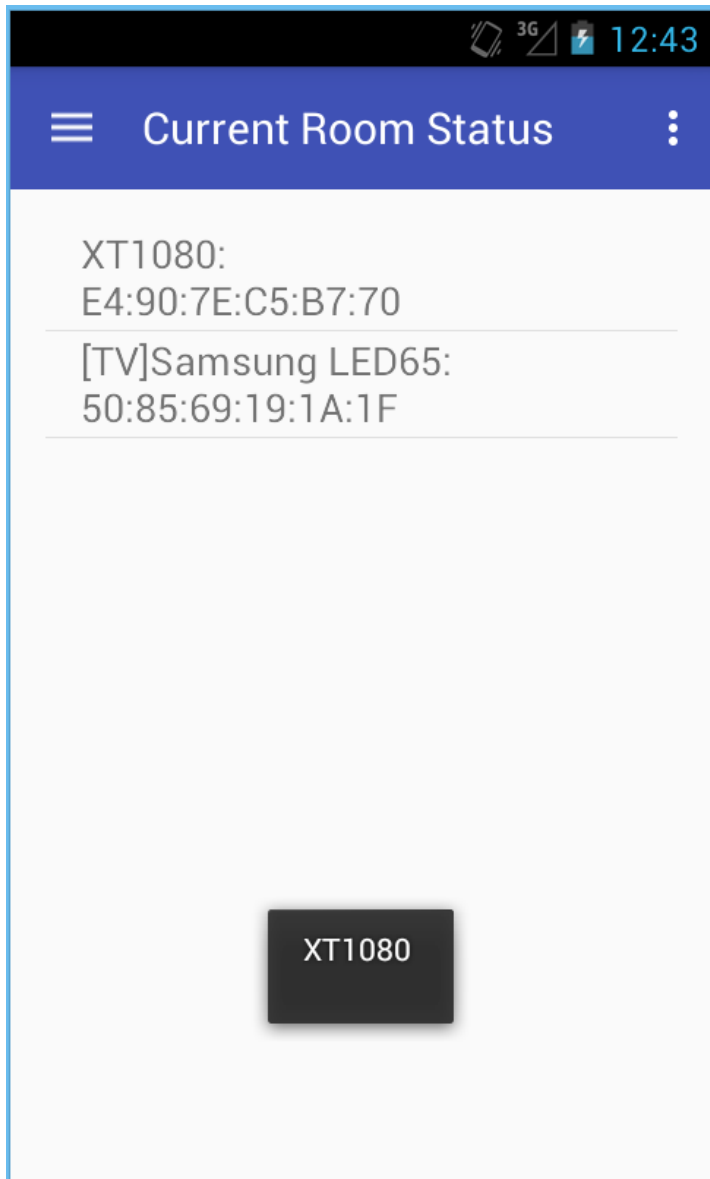 3G 12:43
Current Room Status
XT1080:
E4:90:7E:C5:B7:70
[TV]Samsung LED65:
50:85:69:19:1A:1F
XT1080